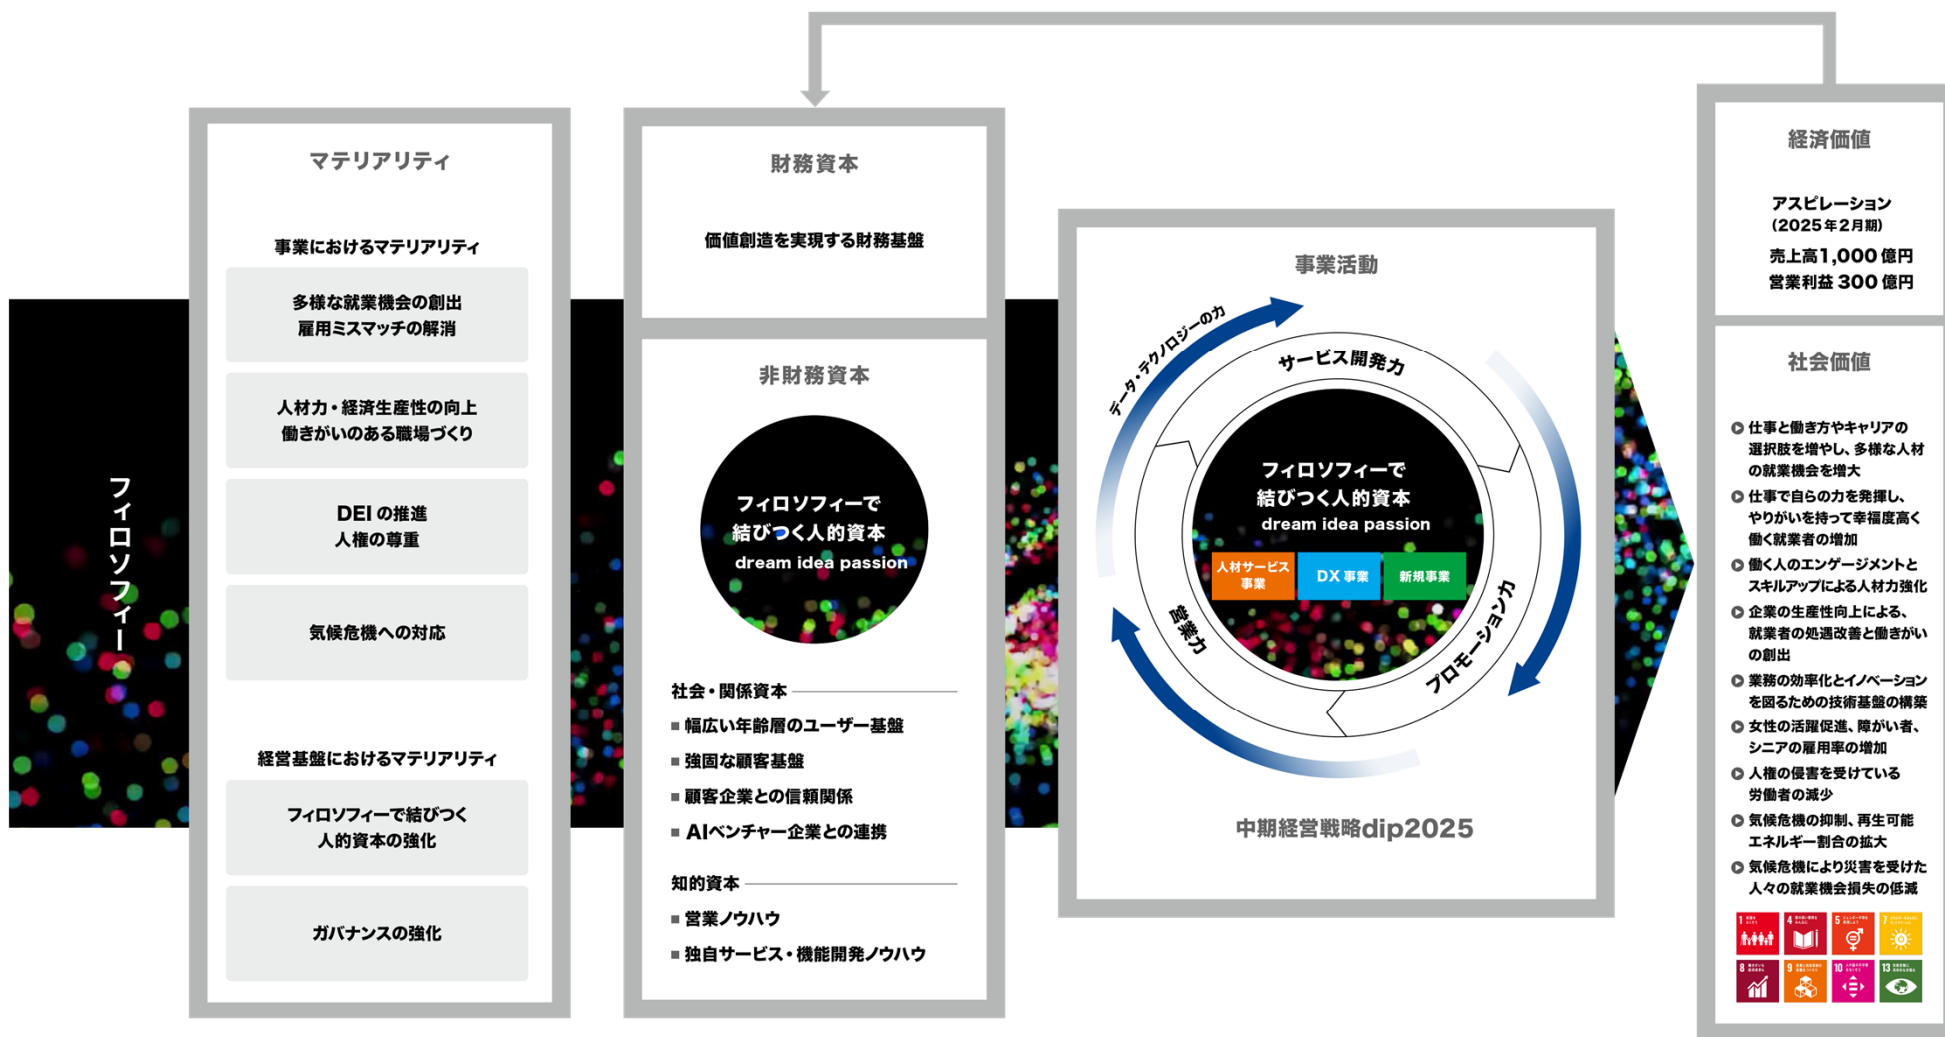 フィロソフィー
マテリアリティ
事業におけるマテリアリティ
多様な就業機会の創出
雇用ミスマッチの解消
人材力・経済生産性の向上
働きがいのある職場づくり
DEI の推進
人権の尊重
気候危機への対応
経営基盤におけるマテリアリティ
フィロソフィーで結びつく
人的資本の強化
ガバナンスの強化
財務資本
価値創造を実現する財務基盤
非財務資本
フィロソフィーで
結びつく人的資本
dream idea passion
社会・関係資本
幅広い年齢層のユーザー基盤
強固な顧客基盤
顧客企業との信頼関係
AIベンチャー企業との連携
知的資本
営業ノウハウ
独自サービス・機能開発ノウハウ
事業活動
データ・テクノロジーの力
サービス開発力
プロモーション力
営業力
フィロソフィーで
結びつく人的資本
dream idea passion
人材サービス
事業
DX 事業
新規事業
中期経営戦略dip2025
経済価値
アスピレーション
(2025年2月期)
売上高1,000 億円
営業利益 300 億円
社会価値
仕事と働き方やキャリアの
選択肢を増やし、多様な人材
の就業機会を増大
仕事で自らの力を発揮し、
やりがいを持って幸福度高く
働く就業者の増加
働く人のエンゲージメントと
スキルアップによる人材力強化
企業の生産性向上による、
就業者の処遇改善と働きがい
の創出
業務の効率化とイノベーション
を図るための技術基盤の構築
女性の活躍促進、障がい者、
シニアの雇用率の増加
人権の侵害を受けている
労働者の減少
気候危機の抑制、再生可能
エネルギー割合の拡大
気候危機により災害を受けた
人々の就業機会損失の低減
1
4
5
7
8
9
10
13